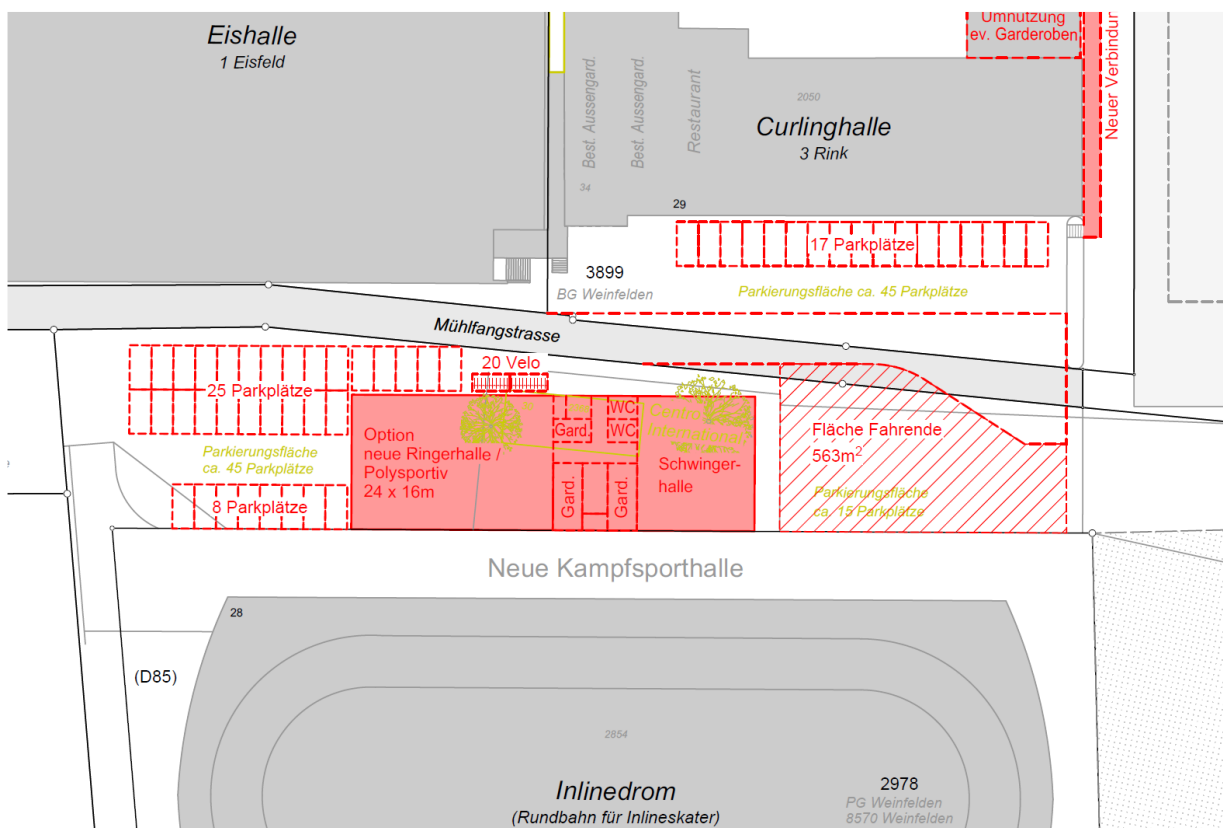 Eishalle
1 Eisfeld
Umnutzung
ev. Garderoben
Neuer Verbindun
Best. Aussengard.
Best. Aussengard.
Restaurant
2050
Curlinghalle
3 Rink
34
29
17 Parkplätze
3899
BG Weinfelden
Parkierungsfläche ca. 45 Parkplätze
Mühlfangstrasse
20 Velo
25 Parkplätze
Parkierungsfläche
ca. 45 Parkplätze
8 Parkplätze
Option
neue Ringerhalle /
Polysportiv
24 x 16m
Gard.
WC
WC
Gard.
Gard.
Centro
International
Schwinger-
halle
Fläche Fahrende
563m²
Parkierungsfläche
ca. 15 Parkplätze
Neue Kampfsporthalle
28
(D85)
2854
Inlinedrom
(Rundbahn für Inlineskater)
2978
PG Weinfelden
8570 Weinfelden